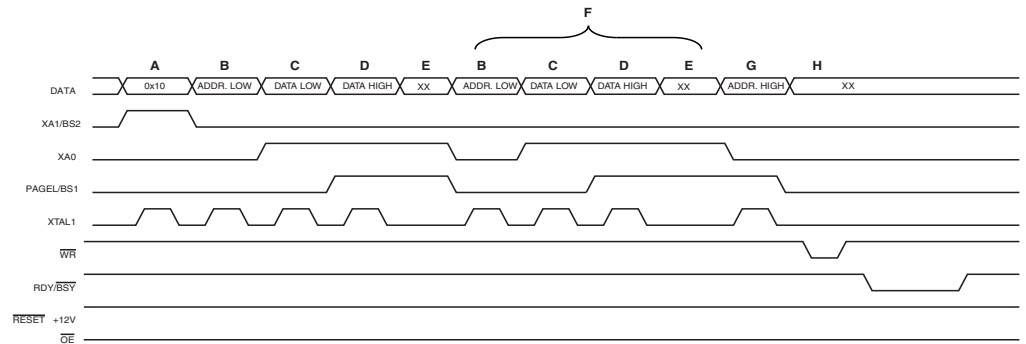 F
A B C D E B C D E G H
DATA 0x10 ADDR. LOW DATA LOW DATA HIGH XX ADDR. LOW DATA LOW DATA HIGH XX ADDR. HIGH XX
XA1/BS2
XA0
PAGEL/BS1
XTAL1
WR
RDY/BSY
RESET +12V
OE